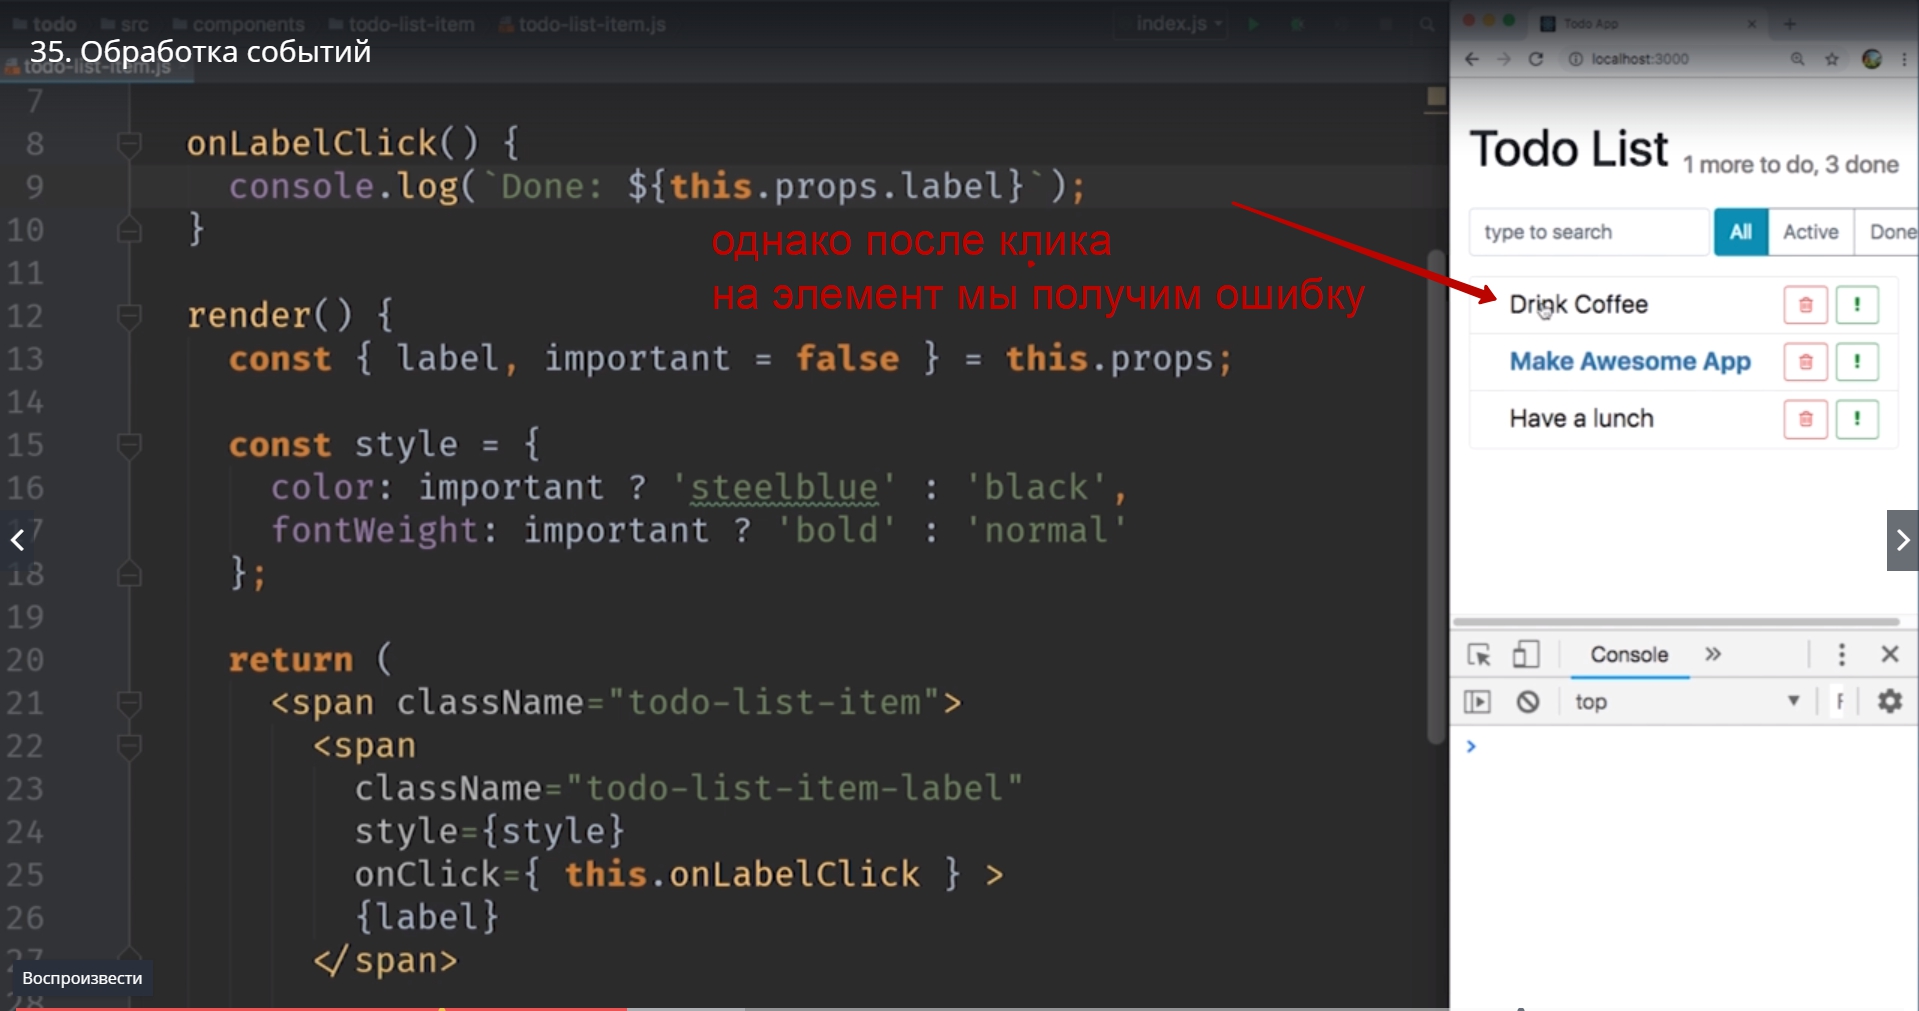 todo src components todo-list-item todo-list-item.js index.js
35. Обработка событий
todo-list-item.js
7
8 onLabelClick() {
9 console.log(`Done: ${this.props.label}`);
10 }
однако после клика
на элемент мы получим ошибку
11
12 render() {
13 const { label, important = false } = this.props;
14
15 const style = {
16 color: important ? 'steelblue' : 'black',
17 fontWeight: important ? 'bold' : 'normal'
18 };
19
20 return (
21 <span className="todo-list-item">
22 <span
23 className="todo-list-item-label"
24 style={style}
25 onClick={ this.onLabelClick } >
26 {label}
27 </span>
28
Воспроизвести
Todo App
localhost:3000
Todo List 1 more to do, 3 done
type to search All Active Done
Drink Coffee !
Make Awesome App !
Have a lunch !
Console
top